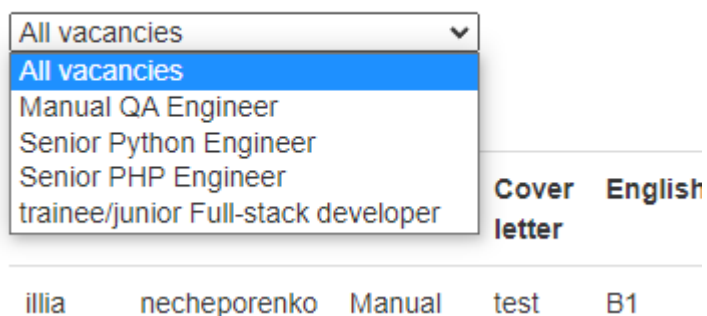 All vacancies
All vacancies
Manual QA Engineer
Senior Python Engineer
Senior PHP Engineer
trainee/junior Full-stack developer
Cover letter English
illia necheporenko Manual test B1